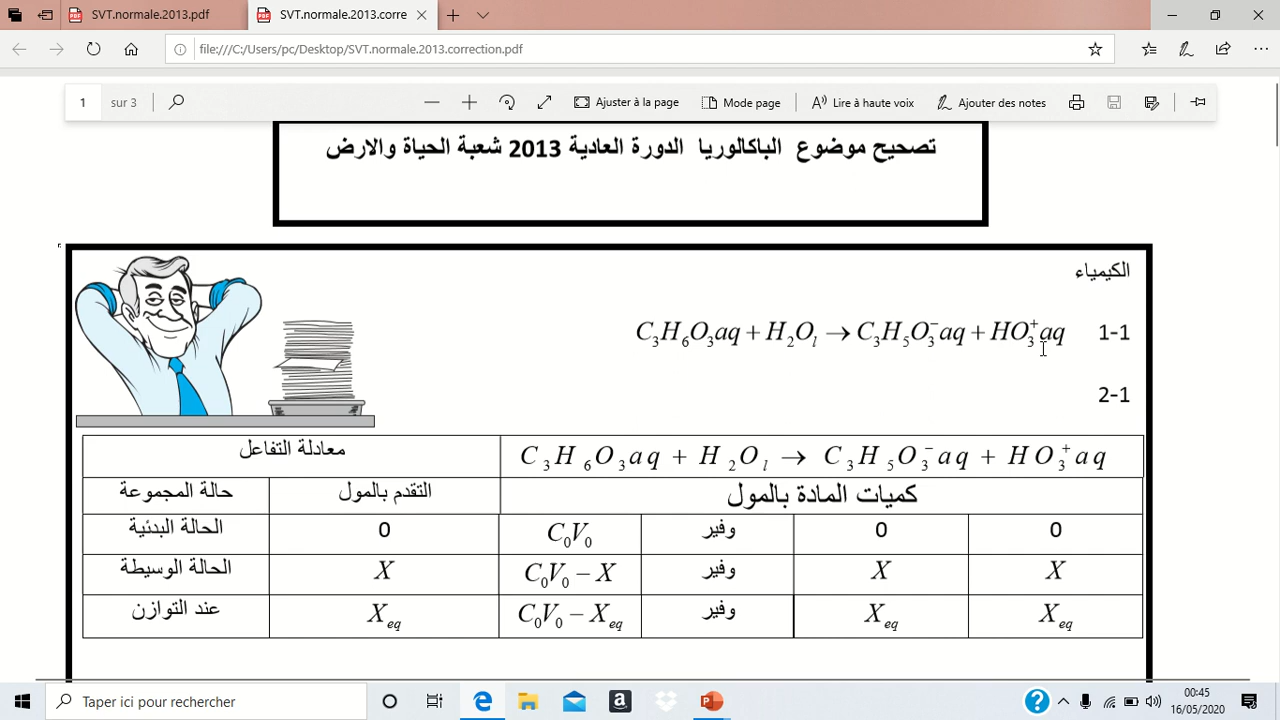 SVT.normale.2013.pdf
SVT.normale.2013.corre
file:///C:/Users/pc/Desktop/SVT.normale.2013.correction.pdf
1 sur 3 Ajuster à la page Mode page Lire à haute voix Ajouter des notes
تصحيح موضوع الباكالوريا الدورة العادية 2013 شعبة الحياة والارض
الكيمياء
1-1 C₃H₆O₃aq + H₂Oₗ → C₃H₅O₃⁻aq + HO₃⁺aq
2-1
معادلة التفاعل C₃H₆O₃aq + H₂Oₗ → C₃H₅O₃⁻aq + HO₃⁺aq
حالة المجموعة التقدم بالمول كميات المادة بالمول
الحالة البدئية 0 C₀V₀ وفير 0 0
الحالة الوسيطة X C₀V₀ − X وفير X X
عند التوازن X_eq C₀V₀ − X_eq وفير X_eq X_eq
Taper ici pour rechercher
00:45
16/05/2020